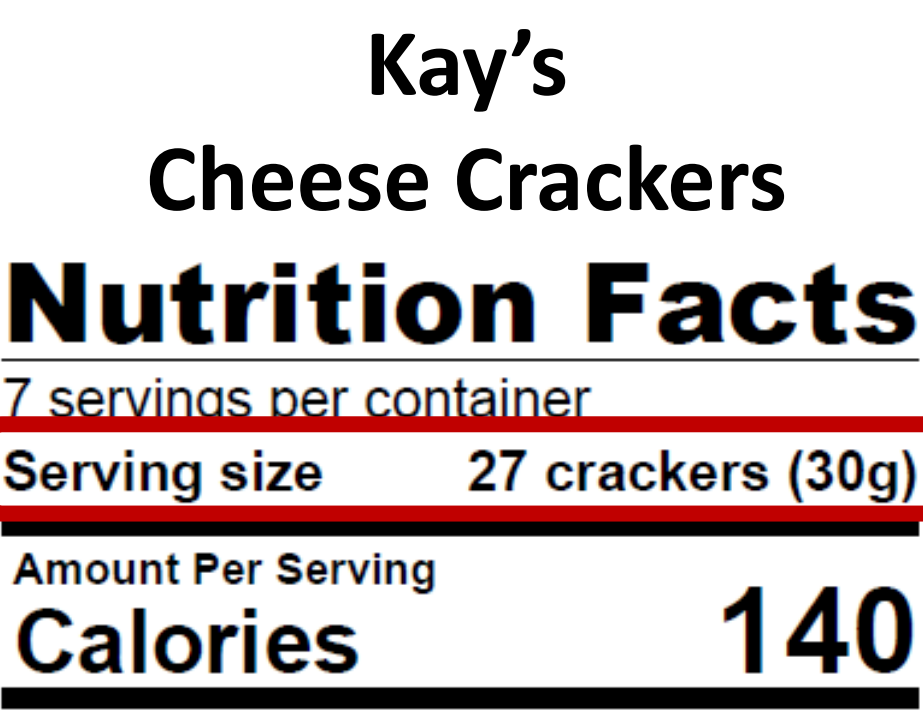 Kay’s
Cheese Crackers
Nutrition Facts
7 servings per container
Serving size 27 crackers (30g)
Amount Per Serving
Calories 140